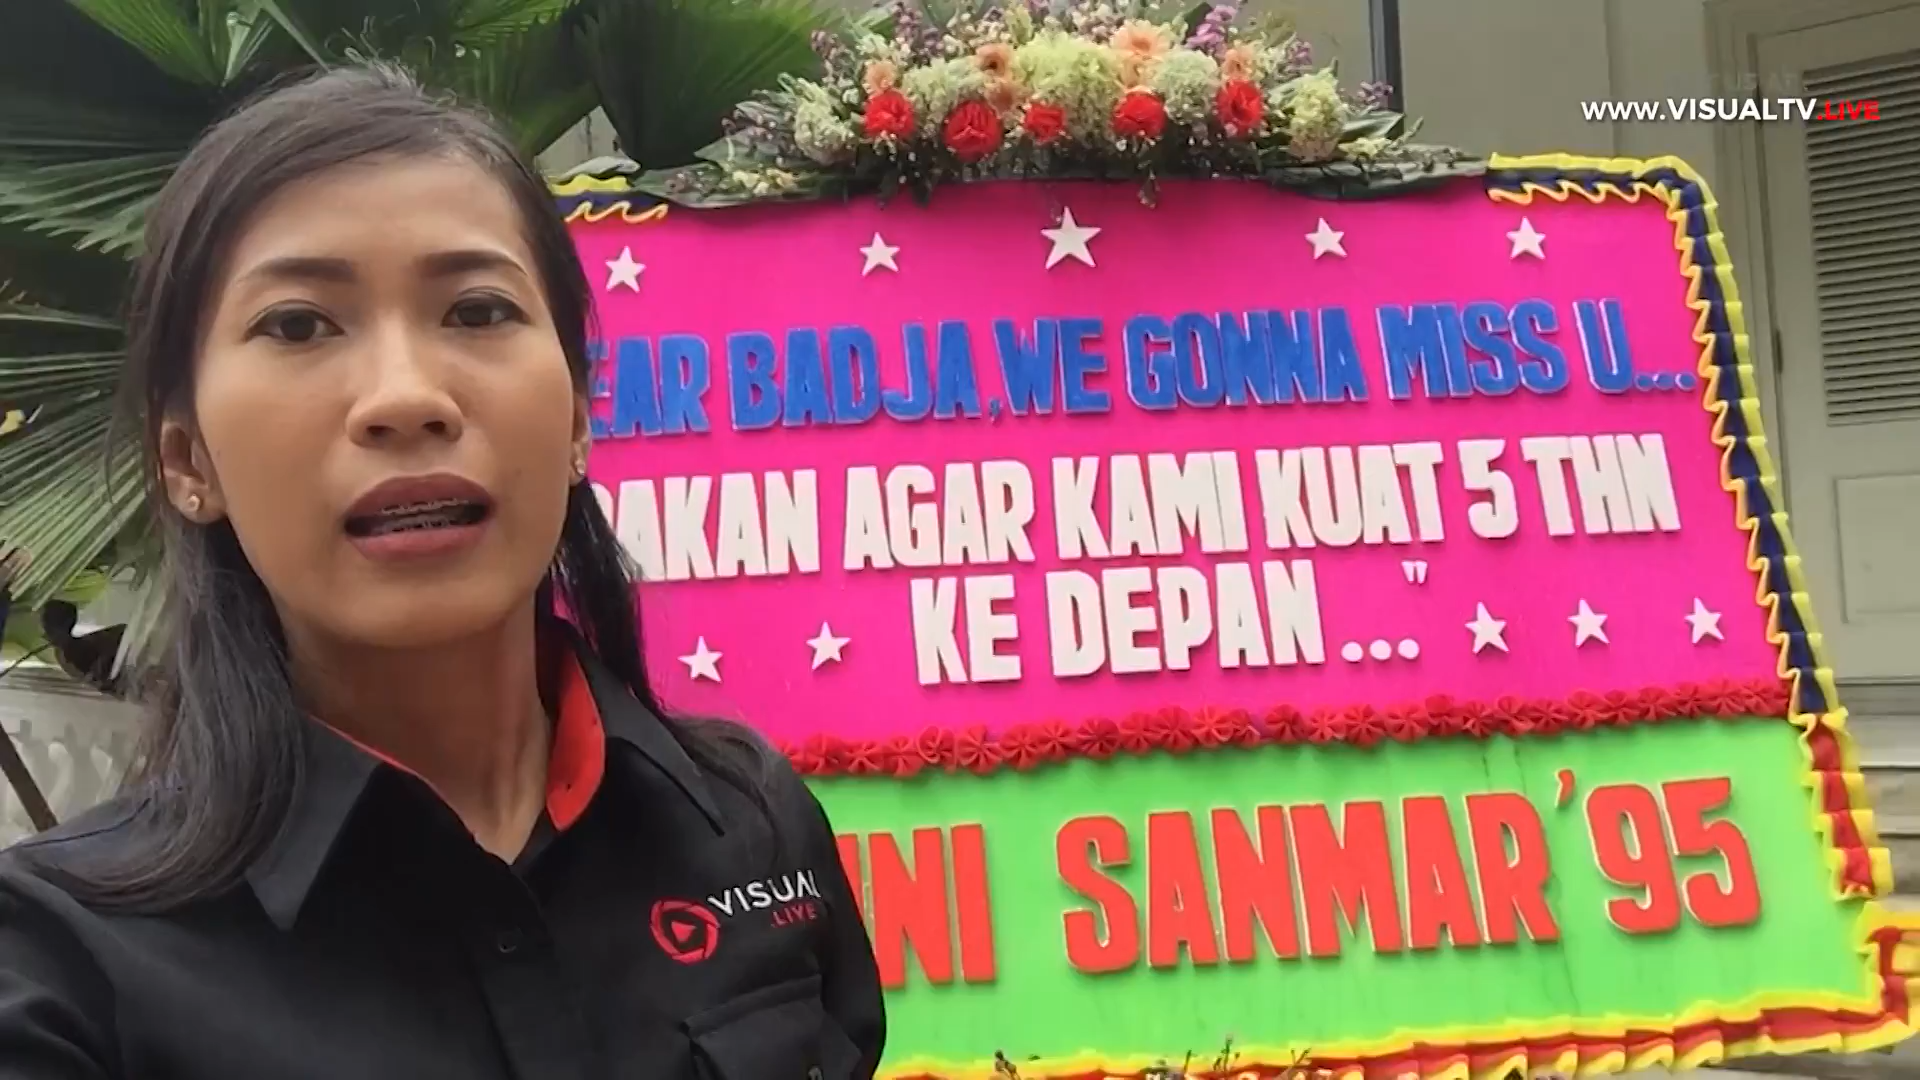 www.VISUALTV.LIVE
EAR BADJA, WE GONNA MISS U...
AKAN AGAR KAMI KUAT 5 THN
KE DEPAN... "
NI SANMAR '95
VISUAL
.LIVE